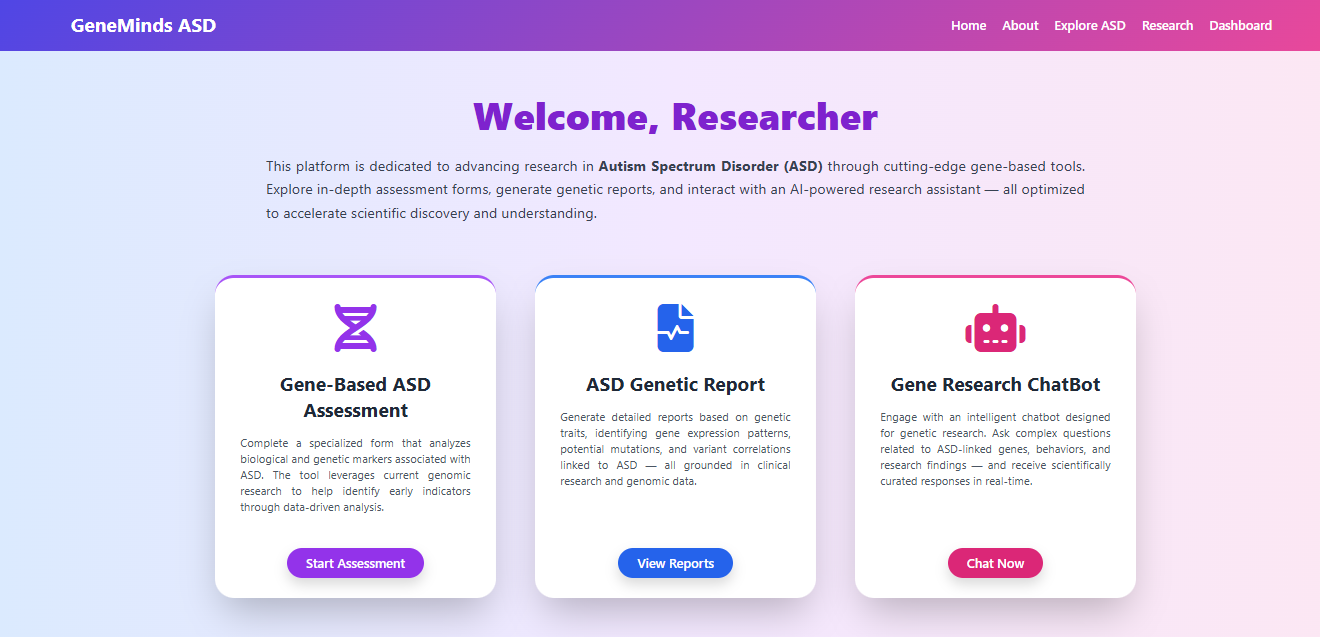 GeneMinds ASD
Home About Explore ASD Research Dashboard
Welcome, Researcher
This platform is dedicated to advancing research in Autism Spectrum Disorder (ASD) through cutting-edge gene-based tools.
Explore in-depth assessment forms, generate genetic reports, and interact with an AI-powered research assistant — all optimized
to accelerate scientific discovery and understanding.
Gene-Based ASD
Assessment
Complete a specialized form that analyzes
biological and genetic markers associated with
ASD. The tool leverages current genomic
research to help identify early indicators
through data-driven analysis.
Start Assessment
ASD Genetic Report
Generate detailed reports based on genetic
traits, identifying gene expression patterns,
potential mutations, and variant correlations
linked to ASD — all grounded in clinical
research and genomic data.
View Reports
Gene Research ChatBot
Engage with an intelligent chatbot designed
for genetic research. Ask complex questions
related to ASD-linked genes, behaviors, and
research findings — and receive scientifically
curated responses in real-time.
Chat Now